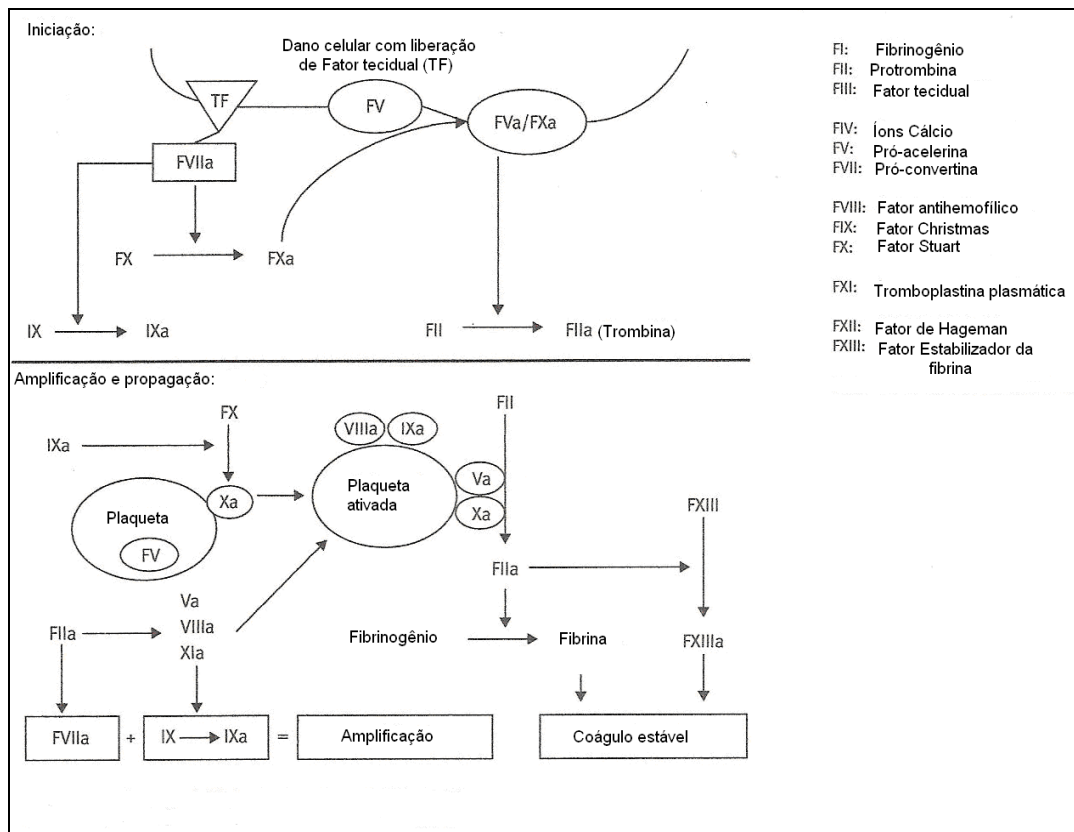 Iniciação:
Dano celular com liberação
de Fator tecidual (TF)
TF
FV
FVa/FXa
FVIIa
FX
FXa
IX
IXa
FII
FIIa (Trombina)
FI: Fibrinogênio
FII: Protrombina
FIII: Fator tecidual
FIV: Íons Cálcio
FV: Pró-acelerina
FVII: Pró-convertina
FVIII: Fator antihemofílico
FIX: Fator Christmas
FX: Fator Stuart
FXI: Tromboplastina plasmática
FXII: Fator de Hageman
FXIII: Fator Estabilizador da
fibrina
Amplificação e propagação:
FX
IXa
Xa
Plaqueta
FV
VIIIa
IXa
Plaqueta
ativada
Va
Xa
FII
FXIII
FIIa
Va
VIIIa
XIa
FIIa
Fibrinogênio
Fibrina
FXIIIa
FVIIa + IX IXa = Amplificação
Coágulo estável